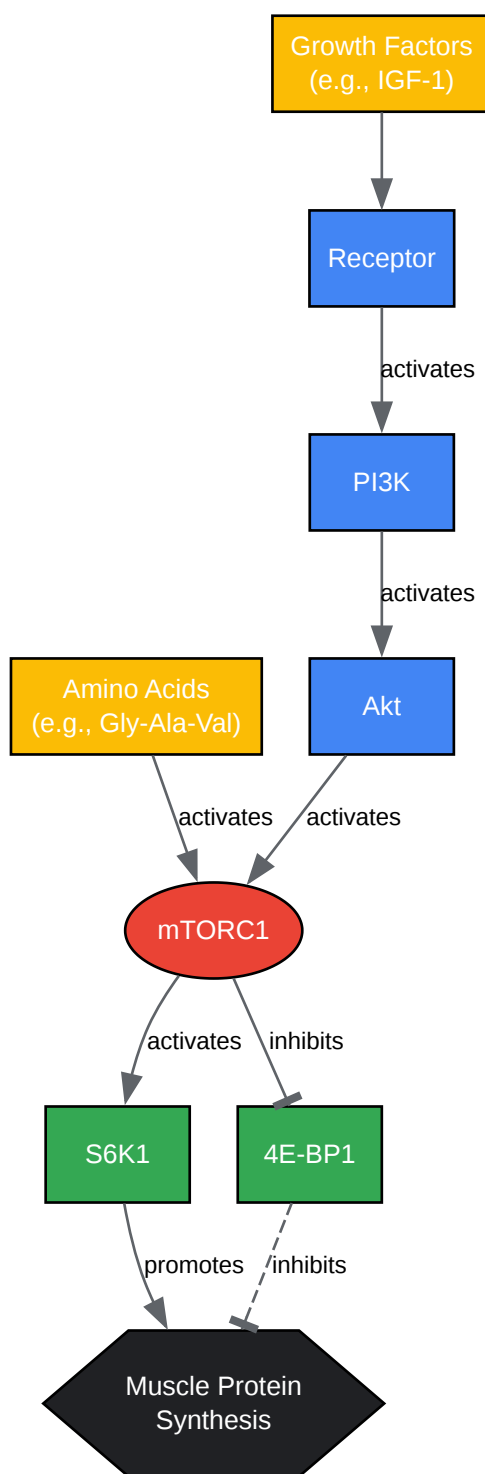 Growth Factors
(e.g., IGF-1)
Receptor
activates
PI3K
activates
Amino Acids
(e.g., Gly-Ala-Val)
Akt
activates
activates
mTORC1
activates
inhibits
S6K1
4E-BP1
promotes
inhibits
Muscle Protein
Synthesis